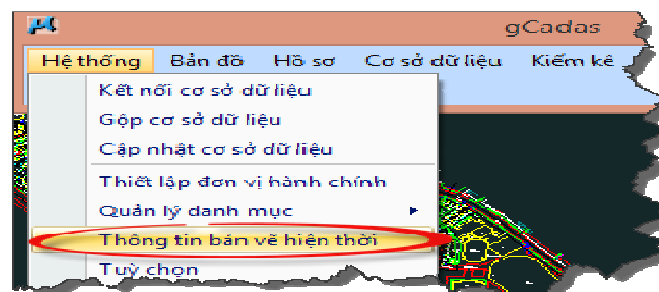 gCadas
Hệ thống Bản đồ Hồ sơ Cơ sở dữ liệu Kiểm kê
Kết nối cơ sở dữ liệu
Gộp cơ sở dữ liệu
Cập nhật cơ sở dữ liệu
Thiết lập đơn vị hành chính
Quản lý danh mục
Thông tin bản vẽ hiện thời
Tuỳ chọn